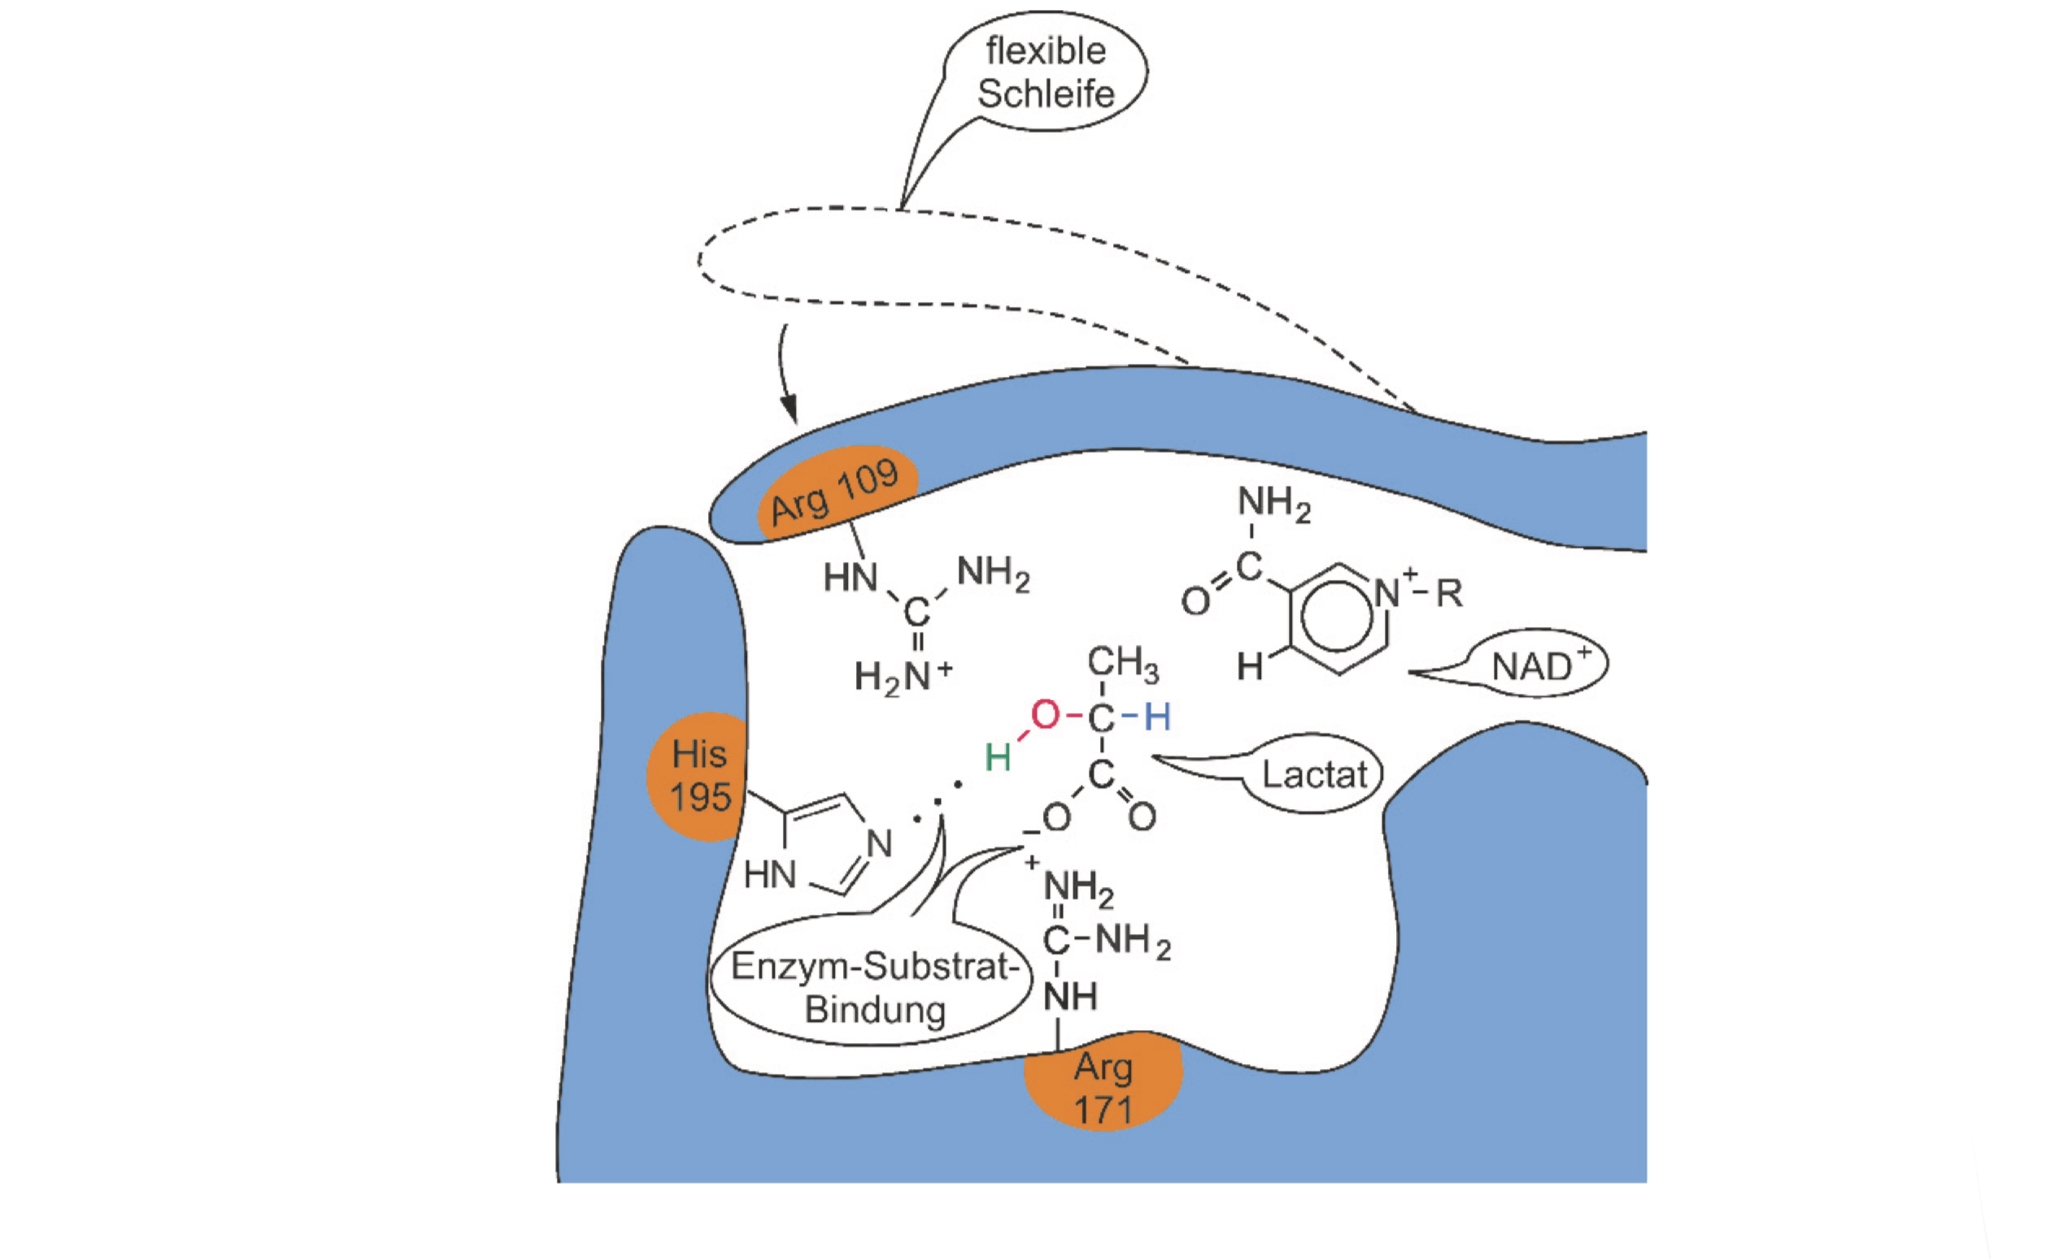 flexible
Schleife
Arg 109
NH2
HN
NH2
C
C
O
N+-R
H2N+
H
NAD+
CH3
O-C-H
H
His
195
Lactat
C
O
O
−
N
HN
+
NH2
C-NH2
Enzym-Substrat-
Bindung
NH
Arg
171